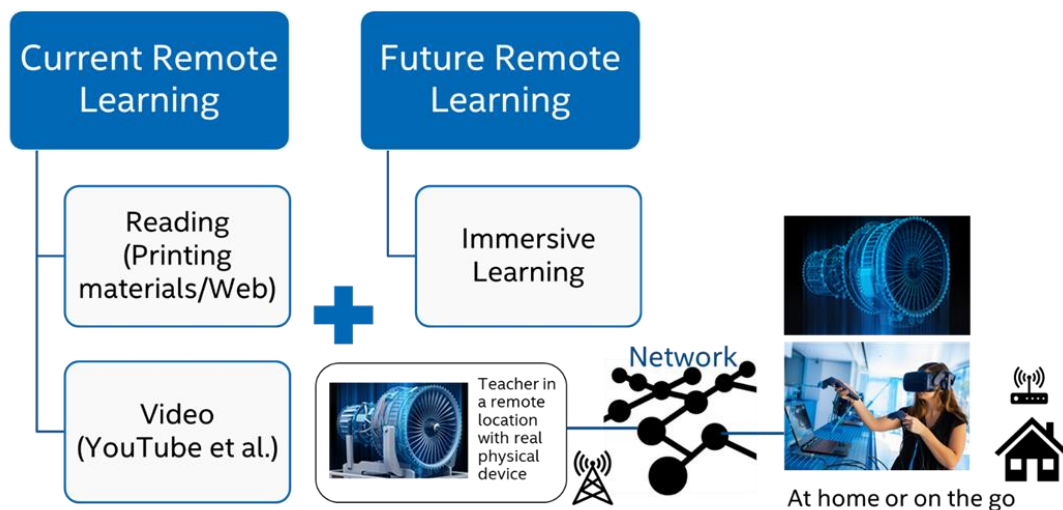 Current Remote
Learning
Future Remote
Learning
Reading
(Printing
materials/Web)
Immersive
Learning
Video
(YouTube et al.)
Teacher in
a remote
location
with real
physical
device
Network
At home or on the go